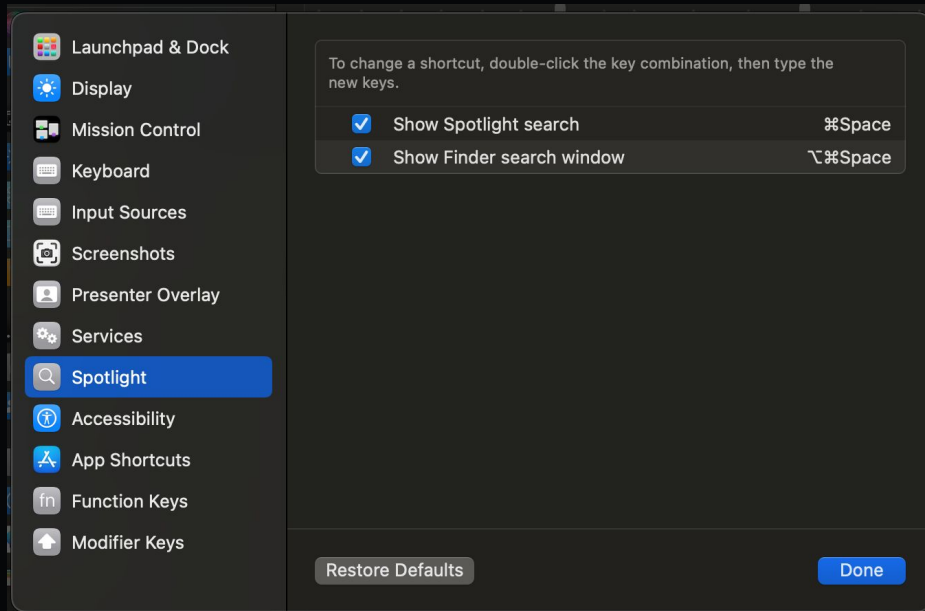 Launchpad & Dock
Display
Mission Control
Keyboard
Input Sources
Screenshots
Presenter Overlay
Services
Spotlight
Accessibility
App Shortcuts
fn Function Keys
Modifier Keys
To change a shortcut, double-click the key combination, then type the
new keys.
Show Spotlight search ⌘Space
Show Finder search window ⌥⌘Space
Restore Defaults Done